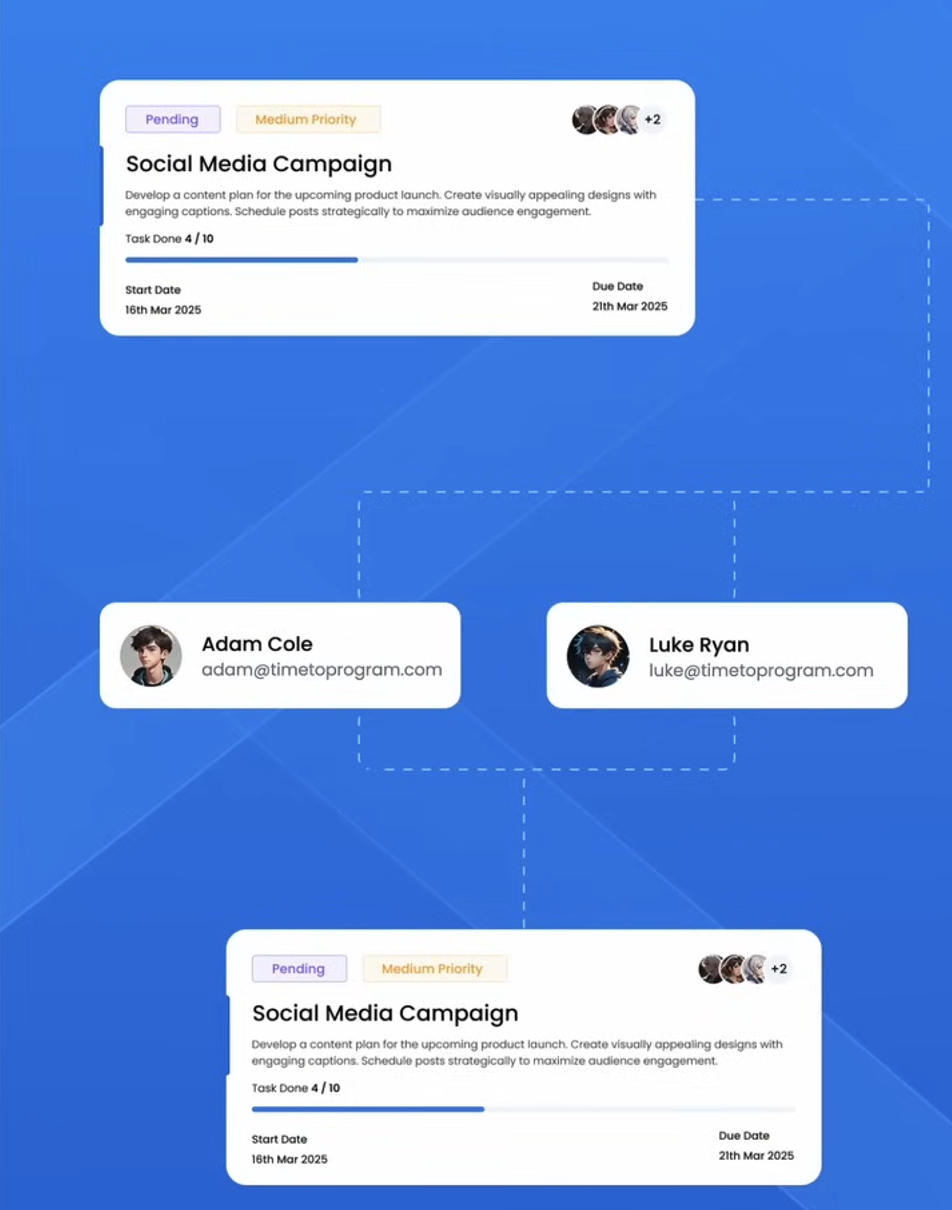 Pending
Medium Priority
+2
Social Media Campaign
Develop a content plan for the upcoming product launch. Create visually appealing designs with
engaging captions. Schedule posts strategically to maximize audience engagement.
Task Done 4 / 10
Start Date
Due Date
16th Mar 2025
21th Mar 2025
Adam Cole
adam@timetoprogram.com
Luke Ryan
luke@timetoprogram.com
Pending
Medium Priority
+2
Social Media Campaign
Develop a content plan for the upcoming product launch. Create visually appealing designs with
engaging captions. Schedule posts strategically to maximize audience engagement.
Task Done 4 / 10
Start Date
Due Date
16th Mar 2025
21th Mar 2025